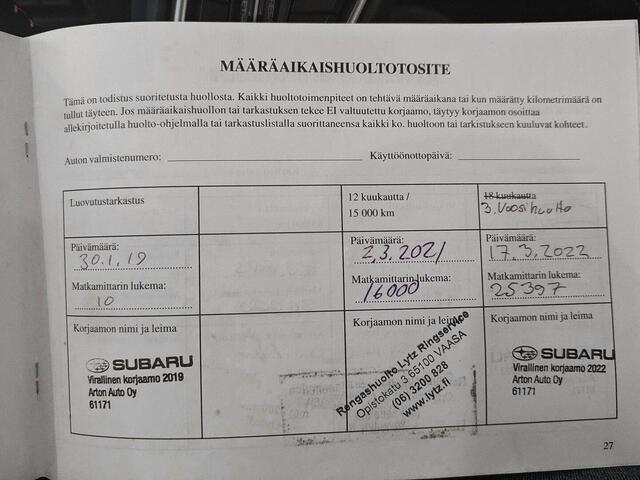 MÄÄRÄAIKAISHUOLTOTOSITE
Tämä on todistus suoritetusta huollosta. Kaikki huoltotoimenpiteet on tehtävä määräaikana tai kun määrätty kilometrimäärä on
tullut täyteen. Jos määräaikaishuollon tai tarkastuksen tekee EI valtuutettu korjaamo, täytyy korjaamon osoittaa
allekirjoitetulla huolto-ohjelmalla tai tarkastuslistalla suorittaneensa kaikki ko. huoltoon tai tarkistukseen kuuluvat kohteet.
Auton valmistenumero: Käyttöönottopäivä:
Luovutustarkastus
12 kuukautta /
15 000 km
18 kuukautta
3. Vuosihuolto
Päivämäärä:
30.1.19
Päivämäärä:
2.3.2021
Päivämäärä:
17.3.2022
Matkamittarin lukema:
10
Matkamittarin lukema:
16000
Matkamittarin lukema:
25397
Korjaamon nimi ja leima
SUBARU
Virallinen korjaamo 2019
Arton Auto Oy
61171
Korjaamon nimi ja leima
Rengashuolto Lytz Ringservice
Opistokatu 3 65100 VAASA
(06) 3200 828
www.lytz.fi
Korjaamon nimi ja leima
SUBARU
Virallinen korjaamo 2022
Arton Auto Oy
61171
27